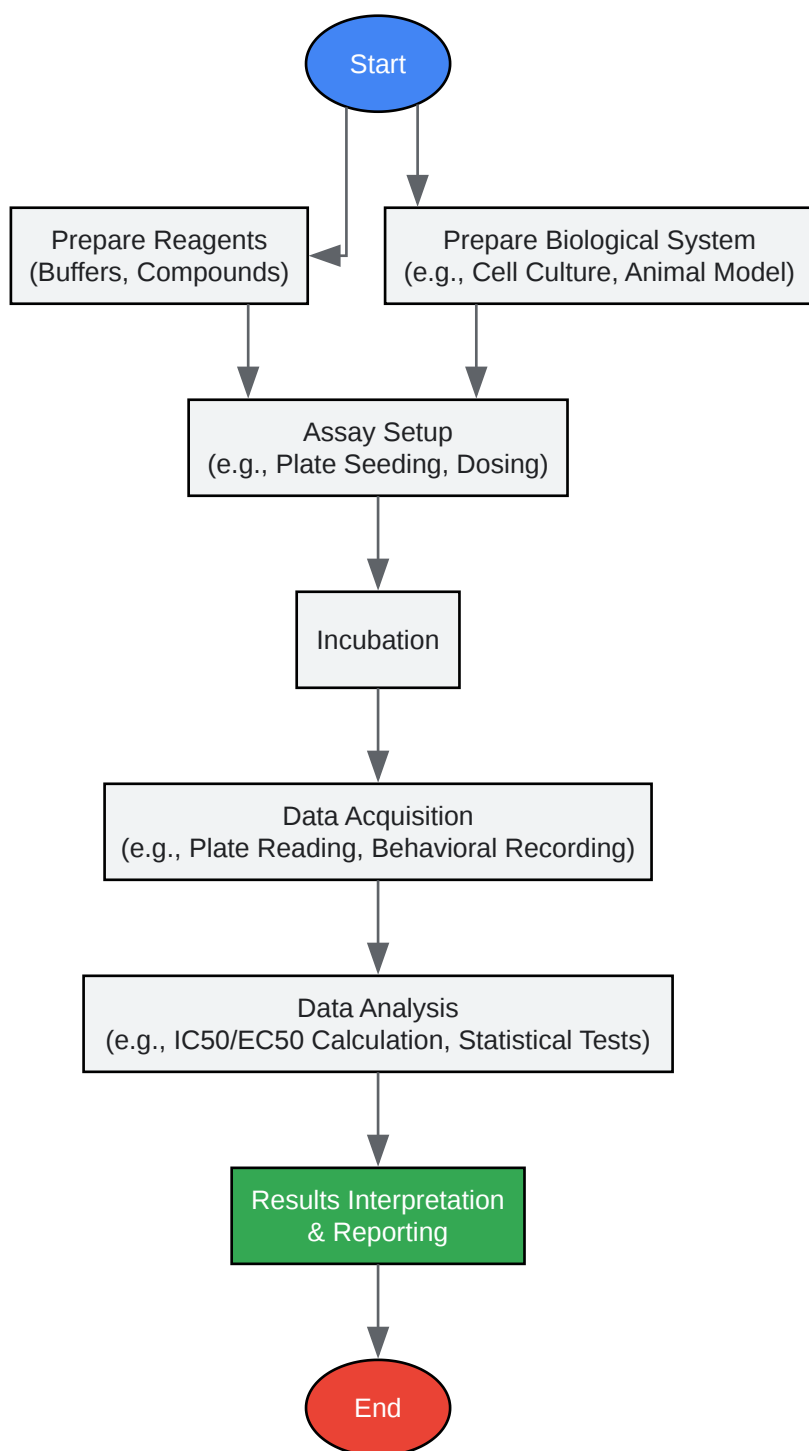 Start
Prepare Reagents
(Buffers, Compounds)
Prepare Biological System
(e.g., Cell Culture, Animal Model)
Assay Setup
(e.g., Plate Seeding, Dosing)
Incubation
Data Acquisition
(e.g., Plate Reading, Behavioral Recording)
Data Analysis
(e.g., IC50/EC50 Calculation, Statistical Tests)
Results Interpretation
& Reporting
End